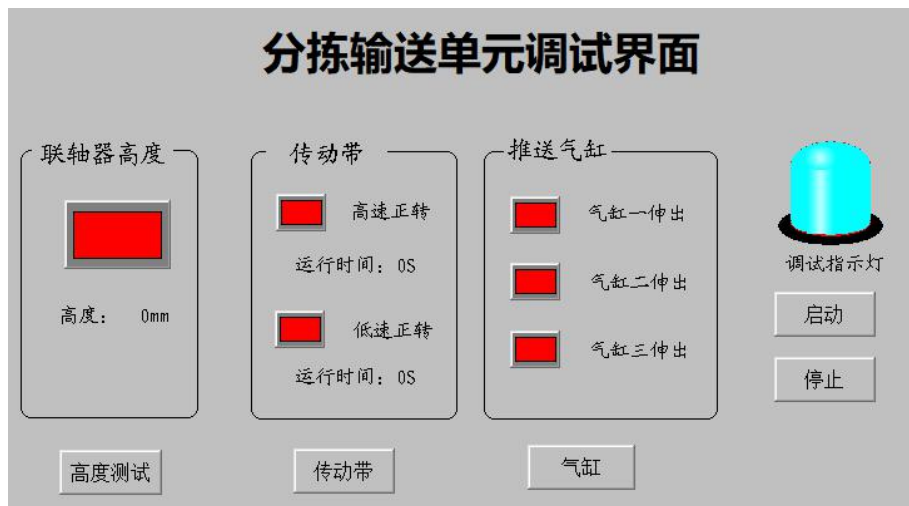 分拣输送单元调试界面
联轴器高度
高度： 0mm
传动带
高速正转
运行时间：0S
低速正转
运行时间：0S
推送气缸
气缸一伸出
气缸二伸出
气缸三伸出
调试指示灯
启动
停止
高度测试
传动带
气缸